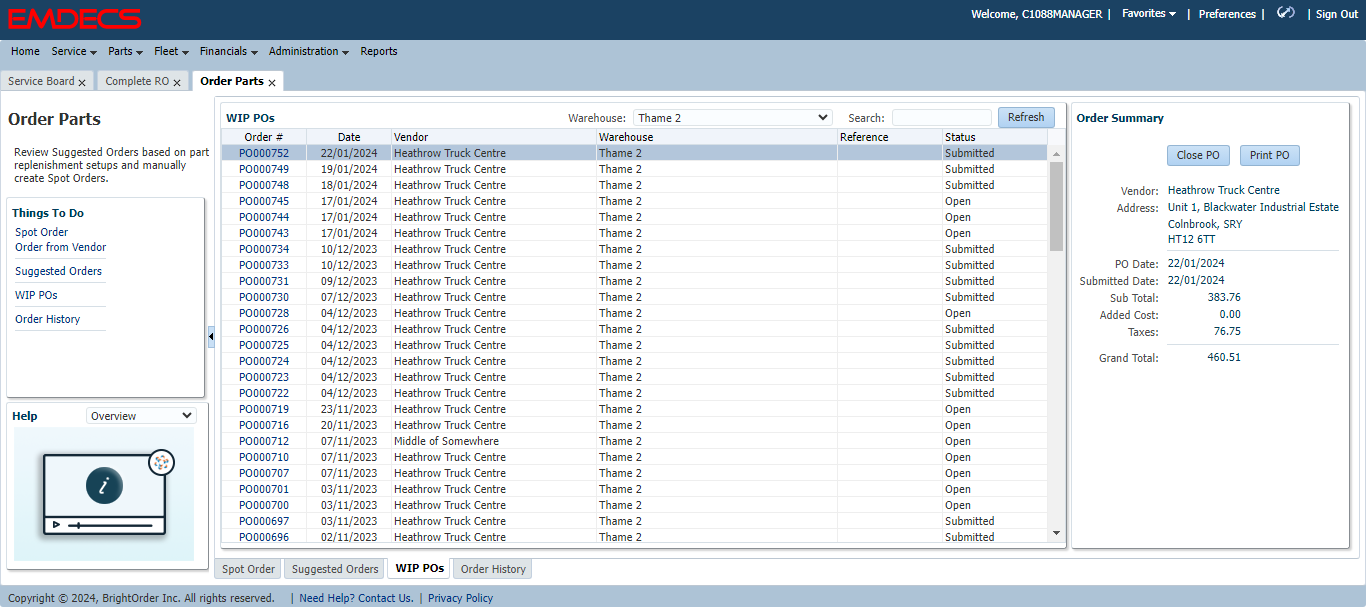 EMDECS
Welcome, C1088MANAGER | Favorites | Preferences | | Sign Out
Home Service Parts Fleet Financials Administration Reports
Service Board x Complete RO x Order Parts x
Order Parts
Review Suggested Orders based on part
replenishment setups and manually
create Spot Orders.
Things To Do
Spot Order
Order from Vendor
Suggested Orders
WIP POs
Order History
Help Overview
i
WIP POs Warehouse: Thame 2 Search: Refresh
Order # Date Vendor Warehouse Reference Status
PO000752 22/01/2024 Heathrow Truck Centre Thame 2 Submitted
PO000749 19/01/2024 Heathrow Truck Centre Thame 2 Submitted
PO000748 18/01/2024 Heathrow Truck Centre Thame 2 Submitted
PO000745 17/01/2024 Heathrow Truck Centre Thame 2 Open
PO000744 17/01/2024 Heathrow Truck Centre Thame 2 Open
PO000743 17/01/2024 Heathrow Truck Centre Thame 2 Open
PO000734 10/12/2023 Heathrow Truck Centre Thame 2 Submitted
PO000733 10/12/2023 Heathrow Truck Centre Thame 2 Submitted
PO000731 09/12/2023 Heathrow Truck Centre Thame 2 Submitted
PO000730 07/12/2023 Heathrow Truck Centre Thame 2 Submitted
PO000728 04/12/2023 Heathrow Truck Centre Thame 2 Open
PO000726 04/12/2023 Heathrow Truck Centre Thame 2 Submitted
PO000725 04/12/2023 Heathrow Truck Centre Thame 2 Submitted
PO000724 04/12/2023 Heathrow Truck Centre Thame 2 Submitted
PO000723 04/12/2023 Heathrow Truck Centre Thame 2 Submitted
PO000722 04/12/2023 Heathrow Truck Centre Thame 2 Submitted
PO000719 23/11/2023 Heathrow Truck Centre Thame 2 Open
PO000716 20/11/2023 Heathrow Truck Centre Thame 2 Open
PO000712 07/11/2023 Middle of Somewhere Thame 2 Open
PO000710 07/11/2023 Heathrow Truck Centre Thame 2 Open
PO000707 07/11/2023 Heathrow Truck Centre Thame 2 Open
PO000701 03/11/2023 Heathrow Truck Centre Thame 2 Open
PO000700 03/11/2023 Heathrow Truck Centre Thame 2 Open
PO000697 03/11/2023 Heathrow Truck Centre Thame 2 Submitted
PO000696 02/11/2023 Heathrow Truck Centre Thame 2 Submitted
Order Summary
Close PO Print PO
Vendor: Heathrow Truck Centre
Address: Unit 1, Blackwater Industrial Estate
Colnbrook, SRY
HT12 6TT
PO Date: 22/01/2024
Submitted Date: 22/01/2024
Sub Total: 383.76
Added Cost: 0.00
Taxes: 76.75
Grand Total: 460.51
Spot Order Suggested Orders WIP POs Order History
Copyright © 2024, BrightOrder Inc. All rights reserved. | Need Help? Contact Us. | Privacy Policy